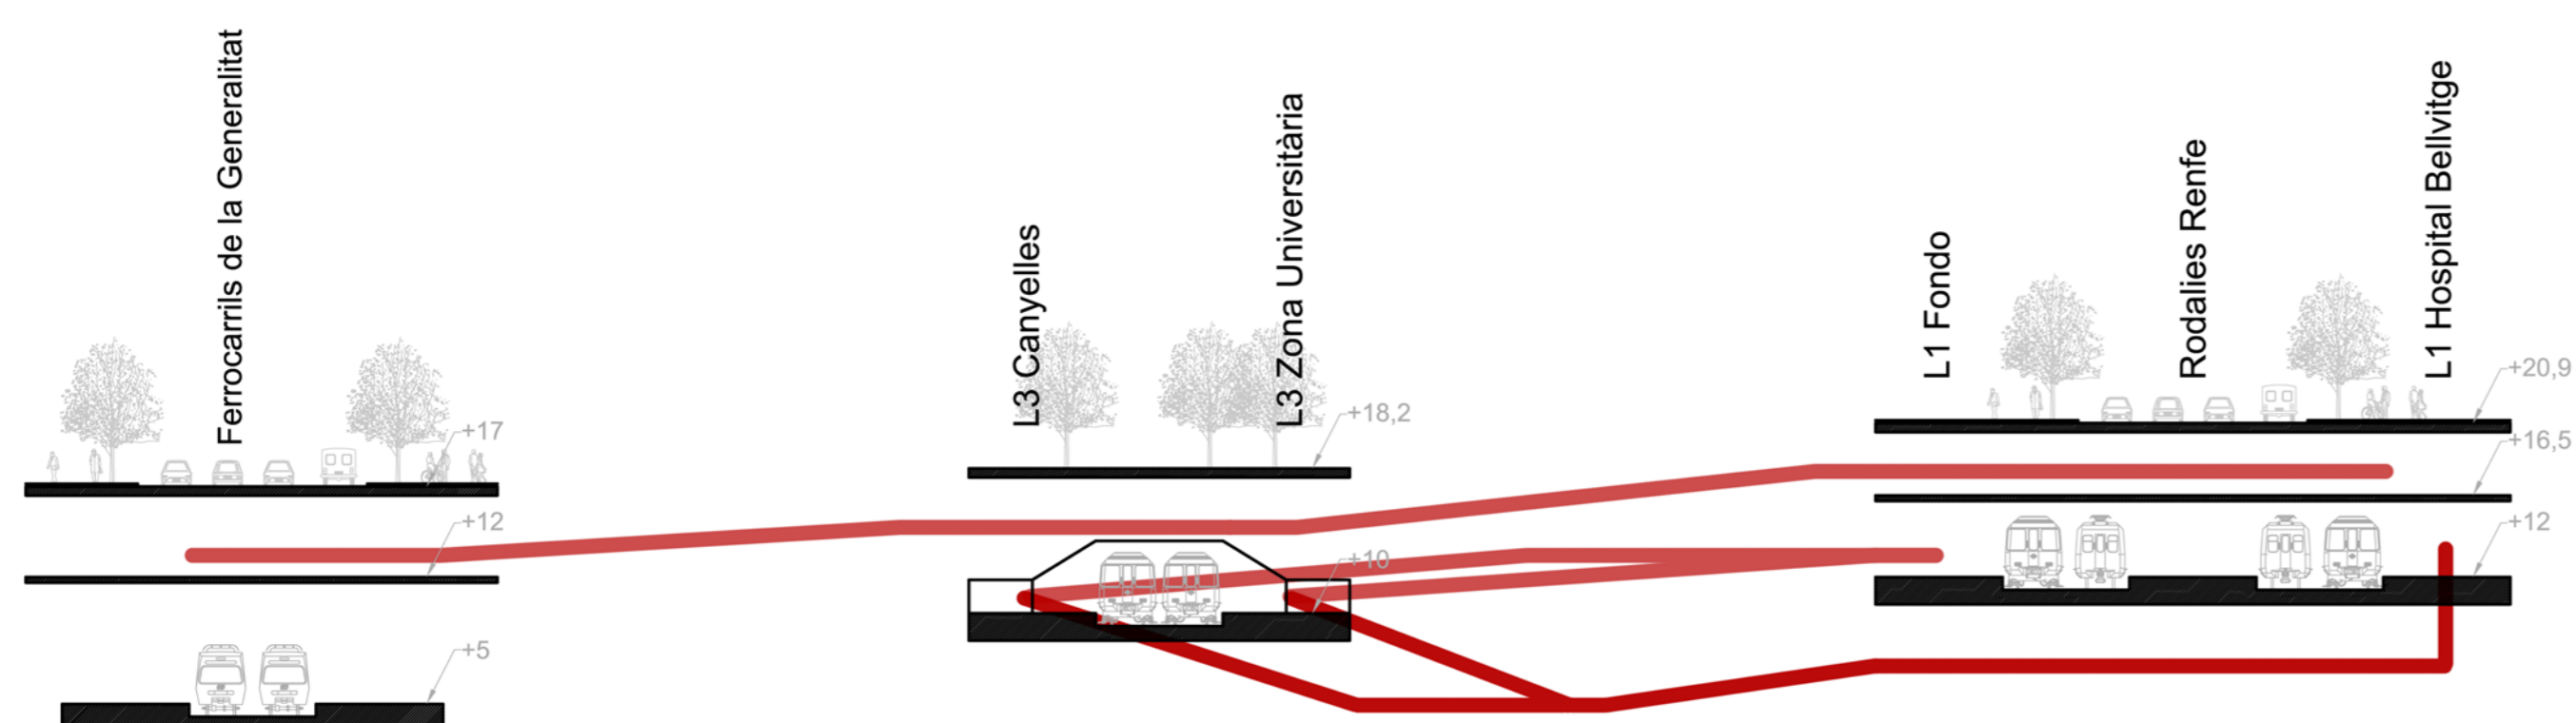 Ferrocarrils de la Generalitat
+17
+12
+5
L3 Canyelles
L3 Zona Universitària
+18,2
+10
L1 Fondo
Rodalies Renfe
L1 Hospital Bellvitge
+20,9
+16,5
+12